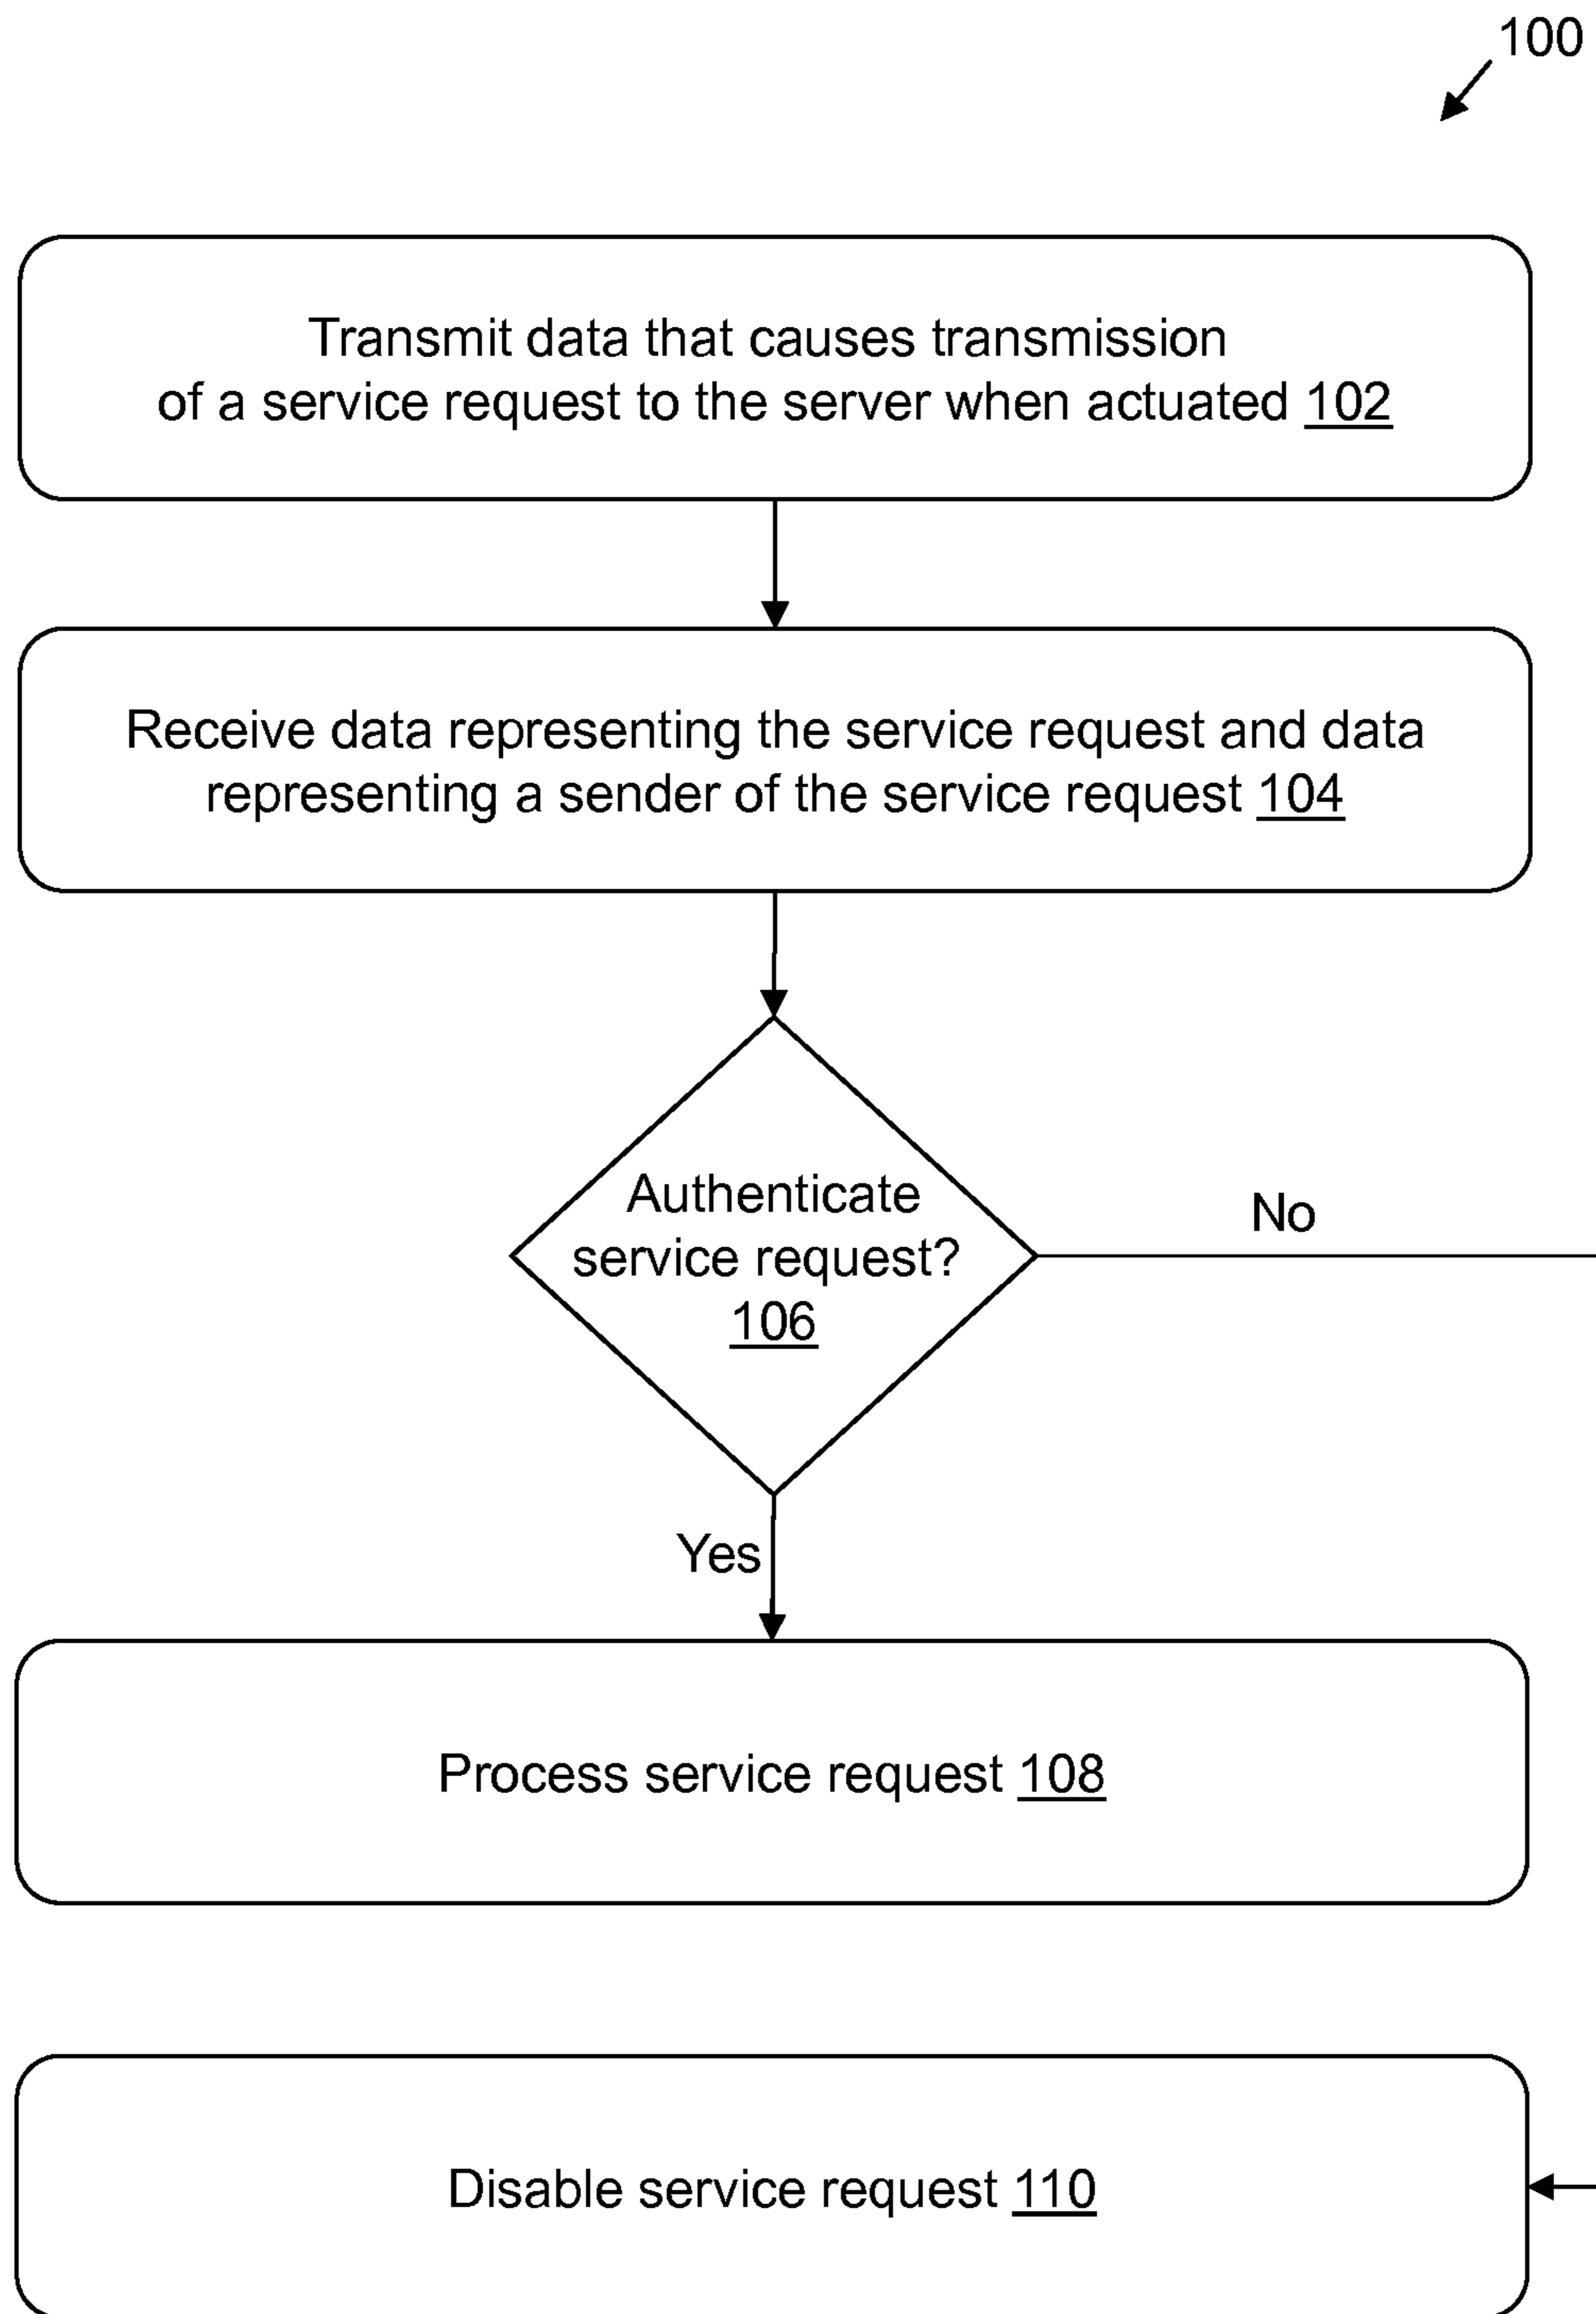 100
Transmit data that causes transmission
of a service request to the server when actuated 102
Receive data representing the service request and data
representing a sender of the service request 104
Authenticate
service request?
106
No
Yes
Process service request 108
Disable service request 110